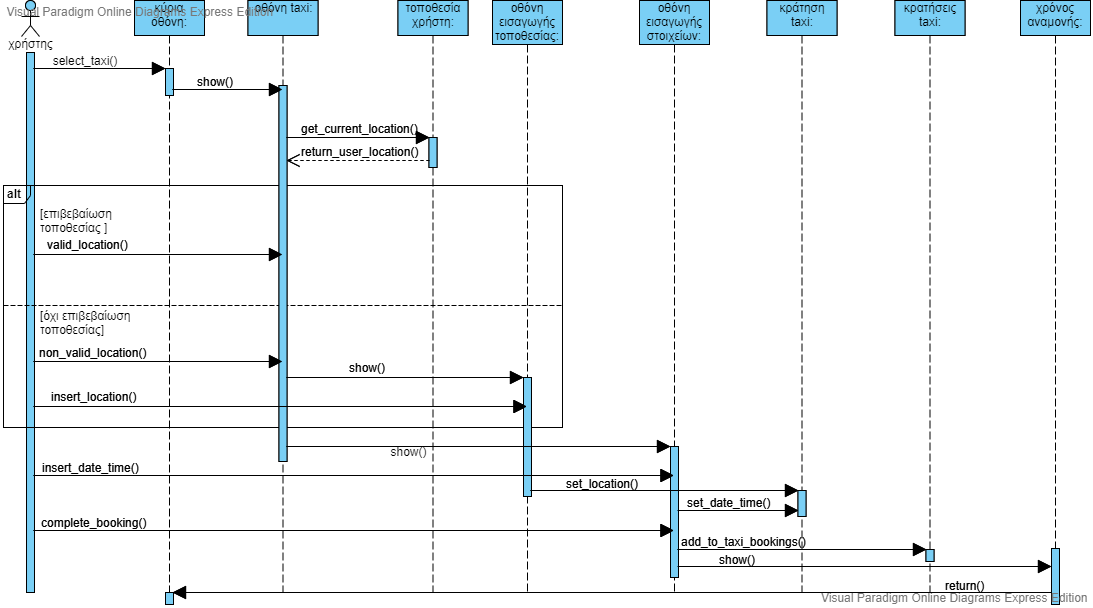 Visual Paradigm Online Diagrams Express Edition
χρήστης
κύρια
οθόνη:
οθόνη taxi:
τοποθεσία
χρήστη:
οθόνη
εισαγωγής
τοποθεσίας:
οθόνη
εισαγωγής
στοιχείων:
κράτηση
taxi:
κρατήσεις
taxi:
χρόνος
αναμονής:
select_taxi()
show()
get_current_location()
return_user_location()
alt
[επιβεβαίωση
τοποθεσίας ]
valid_location()
[όχι επιβεβαίωση
τοποθεσίας]
non_valid_location()
show()
insert_location()
show()
insert_date_time()
set_location()
set_date_time()
complete_booking()
add_to_taxi_bookings()
show()
return()
Visual Paradigm Online Diagrams Express Edition